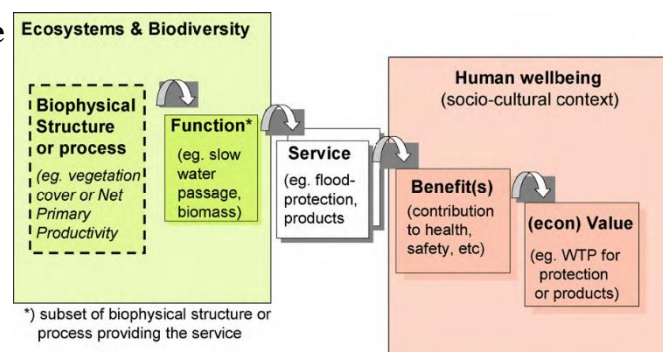 e
Ecosystems & Biodiversity
Biophysical
Structure
or process
(eg. vegetation
cover or Net
Primary
Productivity
Function*
(eg. slow
water
passage,
biomass)
Service
(eg. flood-
protection,
products
Human wellbeing
(socio-cultural context)
Benefit(s)
(contribution
to health,
safety, etc)
(econ) Value
(eg. WTP for
protection
or products)
*) subset of biophysical structure or
process providing the service